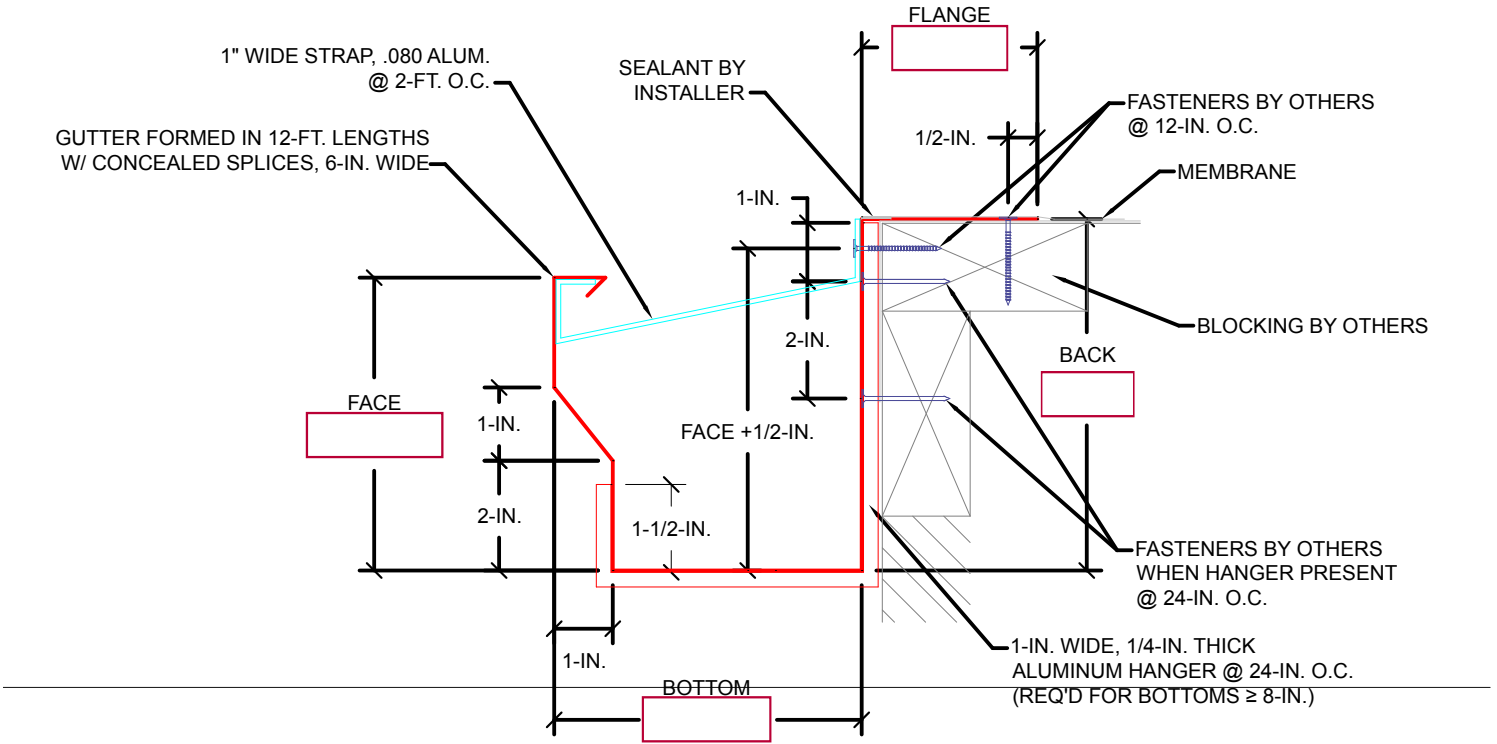 FLANGE
1" WIDE STRAP, .080 ALUM.
@ 2-FT. O.C.
SEALANT BY
INSTALLER
FASTENERS BY OTHERS
@ 12-IN. O.C.
GUTTER FORMED IN 12-FT. LENGTHS
W/ CONCEALED SPLICES, 6-IN. WIDE
1/2-IN.
MEMBRANE
1-IN.
2-IN.
BLOCKING BY OTHERS
BACK
FACE
1-IN.
FACE +1/2-IN.
2-IN.
1-1/2-IN.
FASTENERS BY OTHERS
WHEN HANGER PRESENT
@ 24-IN. O.C.
1-IN.
1-IN. WIDE, 1/4-IN. THICK
ALUMINUM HANGER @ 24-IN. O.C.
(REQ'D FOR BOTTOMS ≥ 8-IN.)
BOTTOM